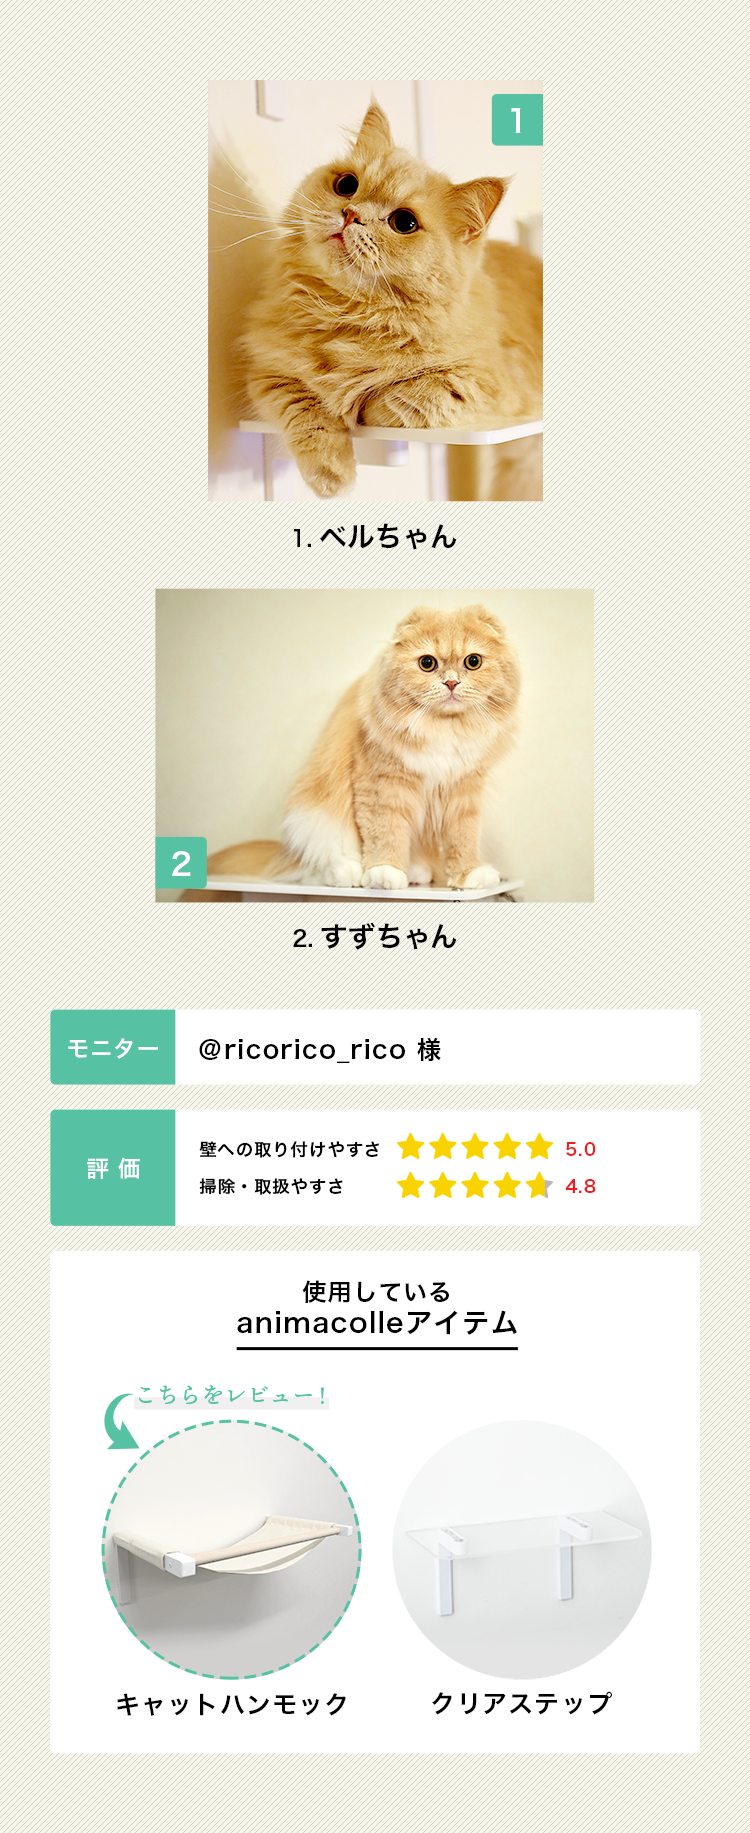 1
1. ベルちゃん
2
2. すずちゃん
モニター
@ricorico_rico 様
評価
壁への取り付けやすさ 5.0
掃除・取扱やすさ 4.8
使用している
animacolleアイテム
こちらをレビュー!
キャットハンモック
クリアステップ